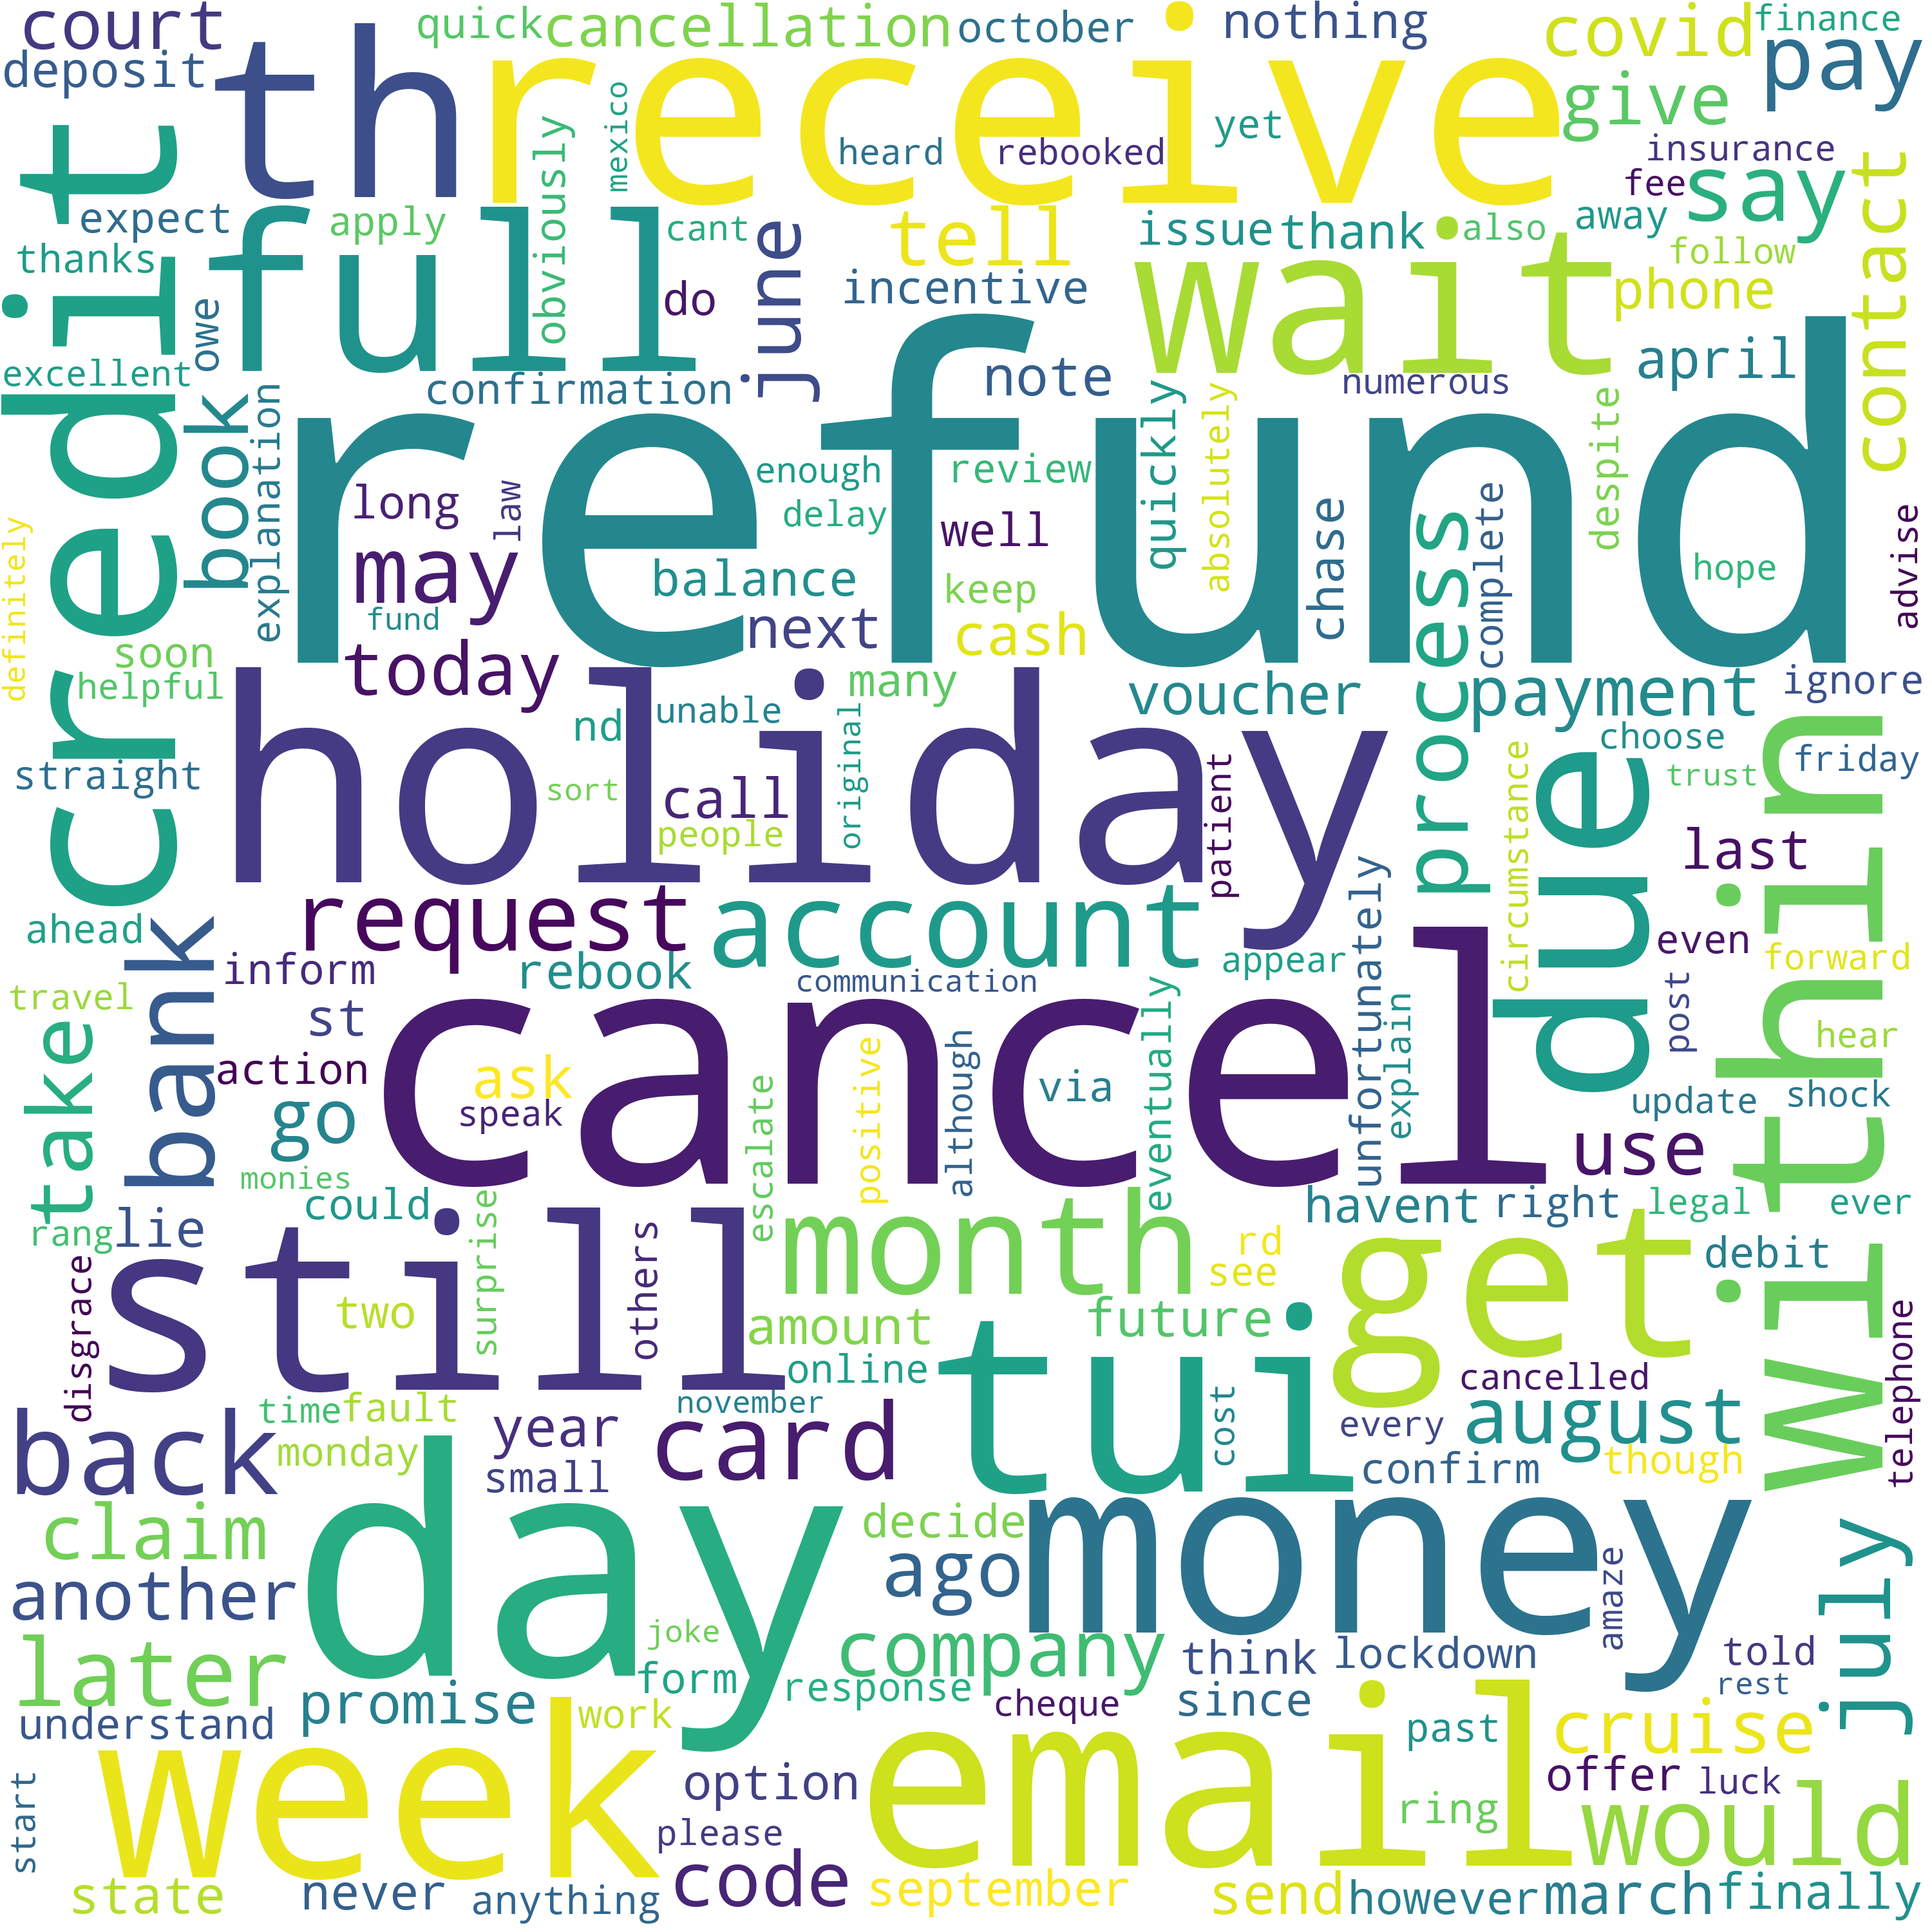 court
quick
cancellation
october
nothing
covid
finance
deposit
th
receive
pay
give
credit
mexico
obviously
heard
rebooked
yet
insurance
fee
say
contact
expect
apply
full
cant
june
tell
issue
thank
also
away
thanks
do
incentive
wait
follow
phone
owe
excellent
book
confirmation
note
numerous
april
refund
explanation
quickly
absolutely
despite
long
law
enough
review
chase
process
complete
definitely
may
delay
well
hope
advise
fund
balance
keep
soon
today
next
cash
helpful
holiday
many
voucher
payment
ignore
nd
unable
original
choose
straight
sort
call
people
patient
due
circumstance
trust
friday
last
within
request
account
unfortunately
ahead
bank
inform
rebook
communication
appear
even
forward
travel
take
st
cancel
eventually
explain
post
hear
action
ask
speak
go
positive
although
via
update
shock
escalate
use
monies
could
month
havent
right
legal
ever
rang
lie
surprise
others
rd
see
get
debit
still
two
amount
future
disgrace
online
tui
cancelled
telephone
time
fault
november
back
monday
year
card
cost
every
august
small
confirm
though
claim
day
decide
money
july
another
ago
amaze
joke
company
later
form
response
think
lockdown
told
rest
understand
promise
work
cheque
since
past
cruise
week
email
start
option
offer
luck
please
ring
would
state
never
anything
code
september
send
however
march
finally